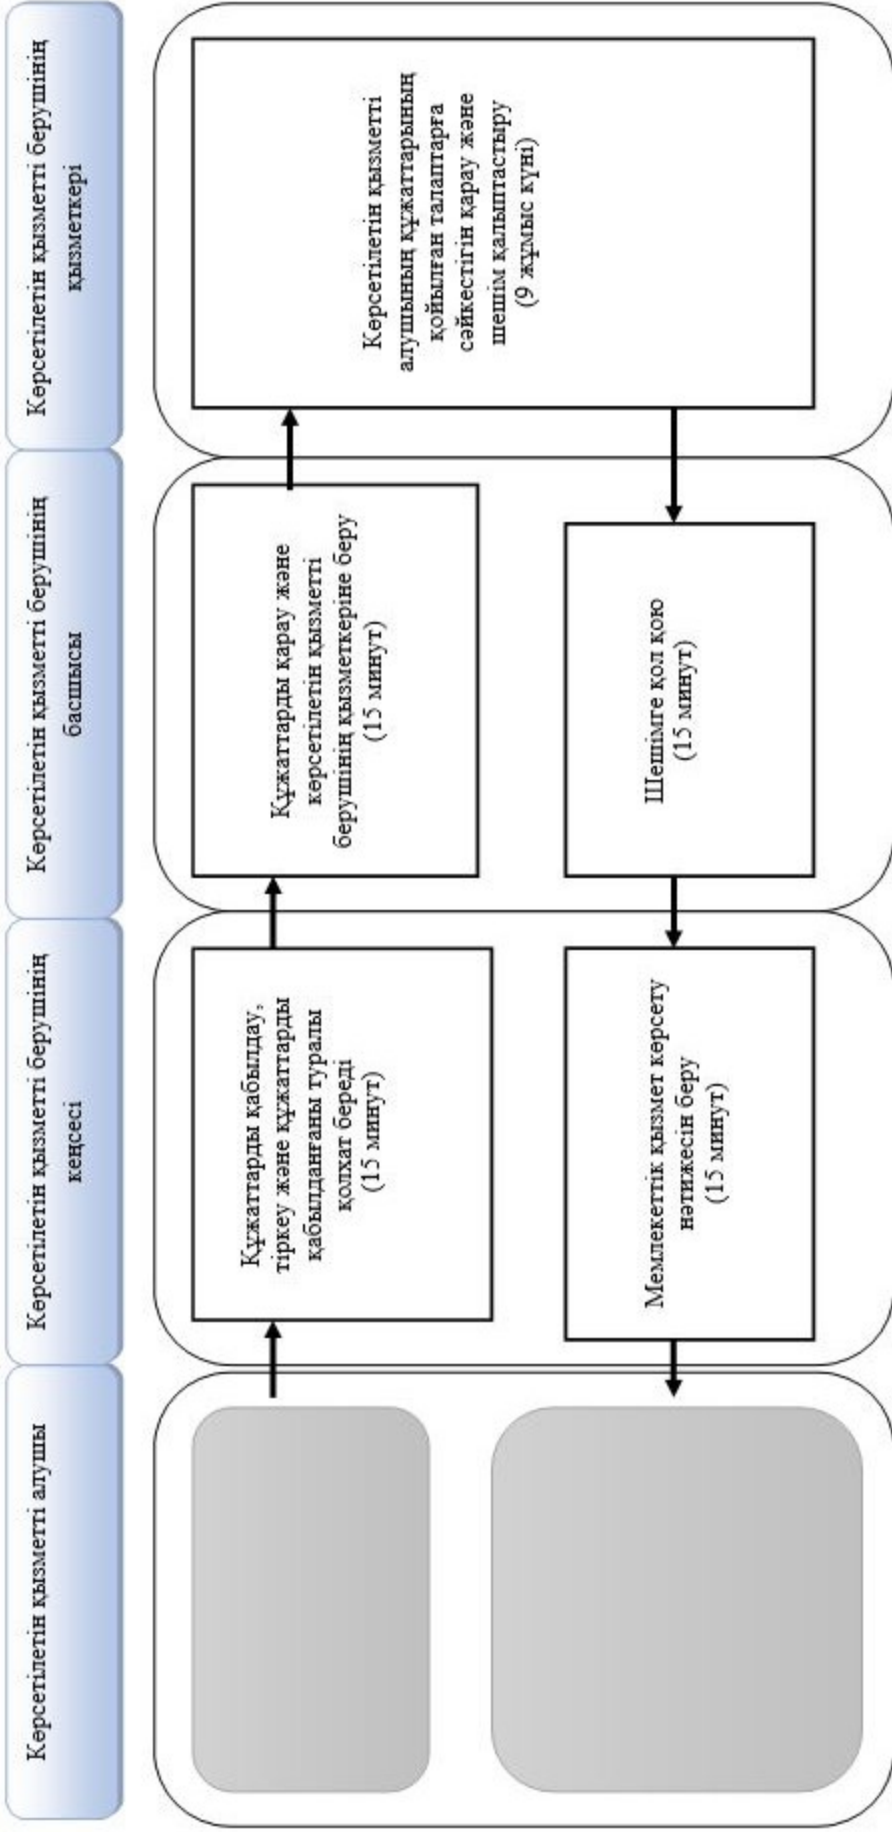 Көрсетілетін қызметті алушы
Көрсетілетін қызметті берушінің
кеңсесі
Көрсетілетін қызметті берушінің
басшысы
Көрсетілетін қызметті берушінің
қызметкері
Құжаттарды қабылдау,
тіркеу және құжаттарды
қабылданғаны туралы
қолхат береді
(15 минут)
Құжаттарды қарау және
көрсетілетін қызметті
берушінің қызметкеріне беру
(15 минут)
Көрсетілетін қызметті
алушының құжаттарының
қойылған талаптарға
сәйкестігін қарау және
шешім қалыптастыру
(9 жұмыс күні)
Мемлекеттік қызмет көрсету
нәтижесін беру
(15 минут)
Шешімге қол қою
(15 минут)